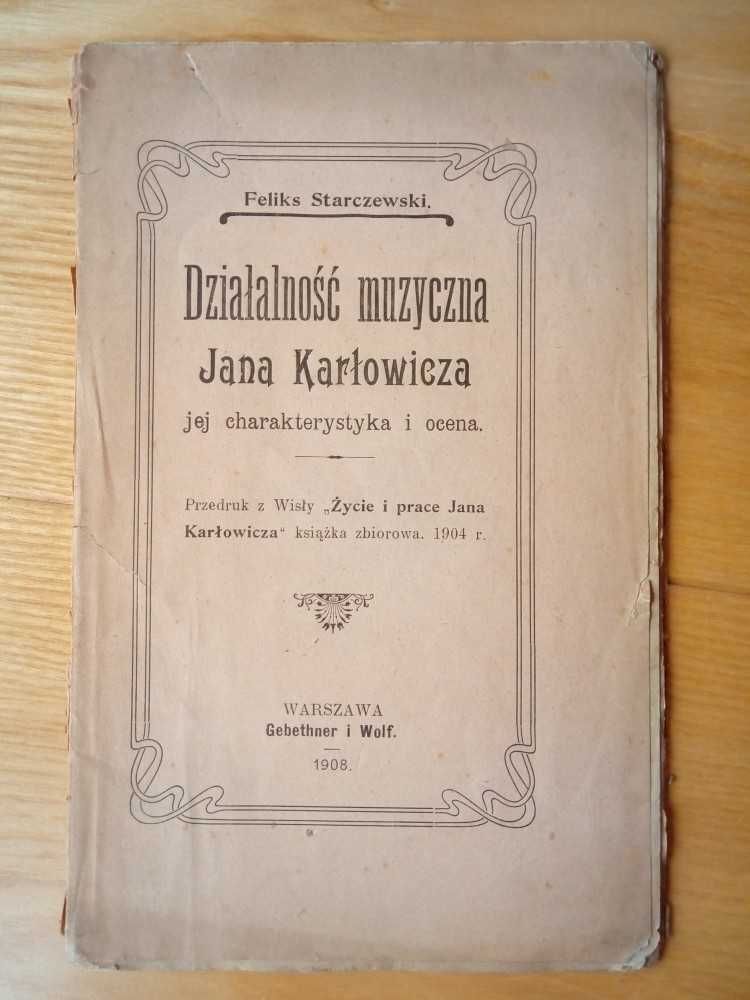 Feliks Starczewski.
Działalność muzyczna
Jana Karłowicza
jej charakterystyka i ocena.
Przedruk z Wisły „Życie i prace Jana
Karłowicza“ książka zbiorowa. 1904 r.
WARSZAWA
Gebethner i Wolf.
1908.